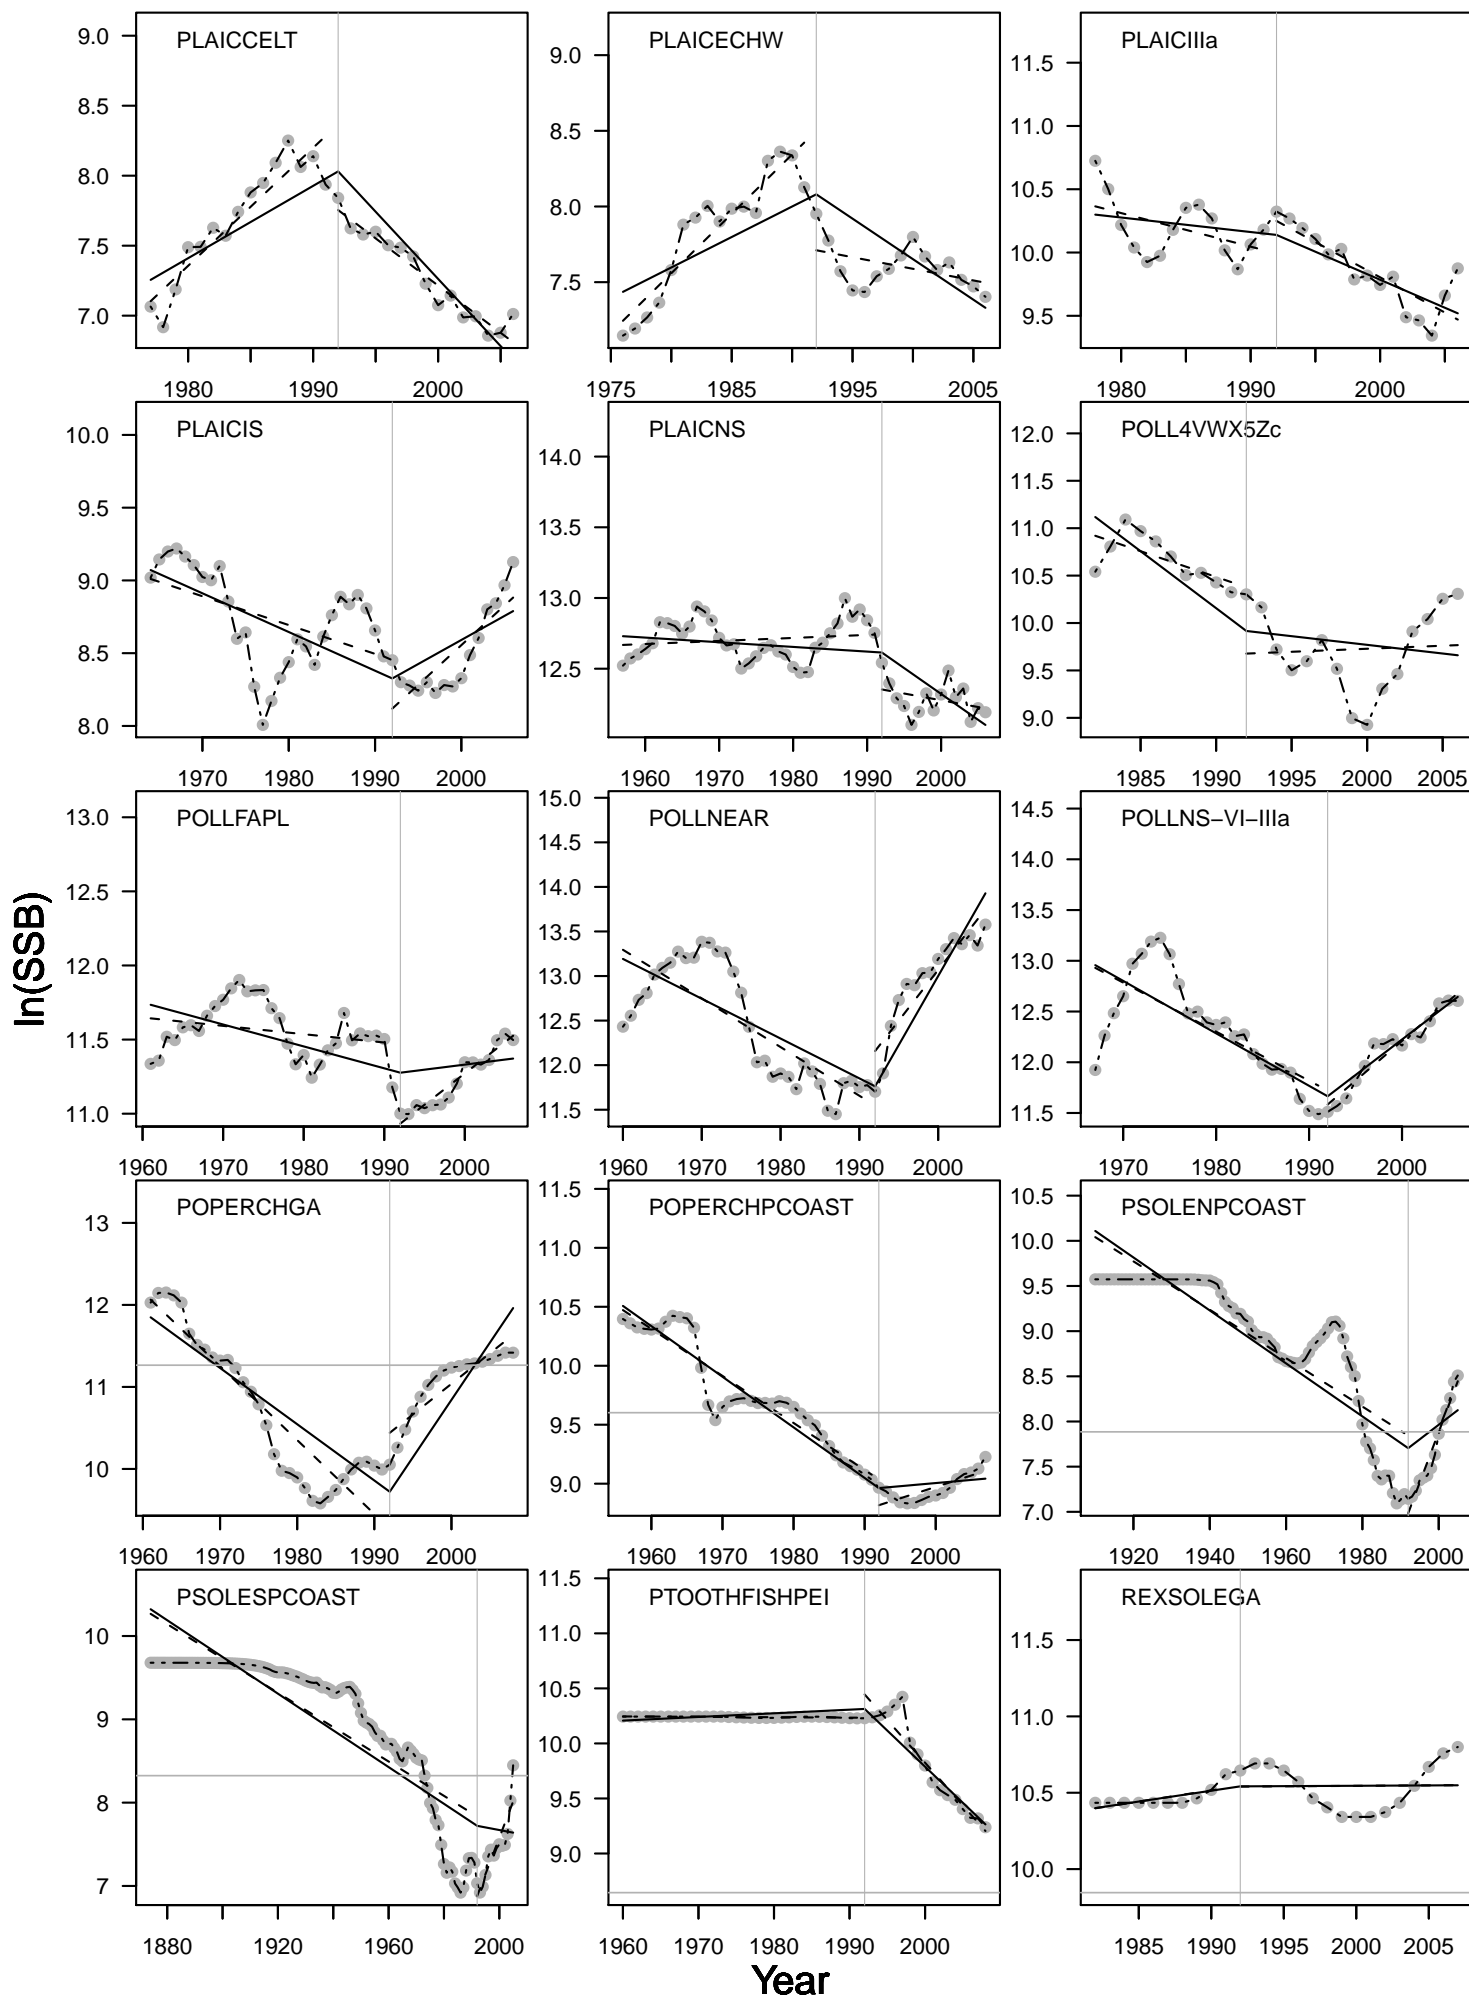 PLAICCELT
9.0
8.5
8.0
7.5
7.0
1980 1990 2000
PLAICECHW
9.0
8.5
8.0
7.5
1975 1985 1995 2005
PLAICIIIa
11.5
11.0
10.5
10.0
9.5
1980 1990 2000
PLAICIS
10.0
9.5
9.0
8.5
8.0
1970 1980 1990 2000
PLAICNS
14.0
13.5
13.0
12.5
1960 1970 1980 1990 2000
POLL4VWX5Zc
12.0
11.5
11.0
10.5
10.0
9.5
9.0
1985 1990 1995 2000 2005
POLLFAPL
13.0
12.5
12.0
11.5
11.0
1960 1970 1980 1990 2000
POLLNEAR
15.0
14.5
14.0
13.5
13.0
12.5
12.0
11.5
1960 1970 1980 1990 2000
POLLNS−VI−IIIa
14.5
14.0
13.5
13.0
12.5
12.0
11.5
1970 1980 1990 2000
POPERCHGA
13
12
11
10
1960 1970 1980 1990 2000
POPERCHPCOAST
11.5
11.0
10.5
10.0
9.5
9.0
1960 1970 1980 1990 2000
PSOLENPCOAST
10.5
10.0
9.5
9.0
8.5
8.0
7.5
7.0
1920 1940 1960 1980 2000
PSOLESPCOAST
10
9
8
7
1880 1920 1960 2000
PTOOTHFISHPEI
11.5
11.0
10.5
10.0
9.5
9.0
1960 1970 1980 1990 2000
REXSOLEGA
11.5
11.0
10.5
10.0
1985 1990 1995 2000 2005
ln(SSB)
Year